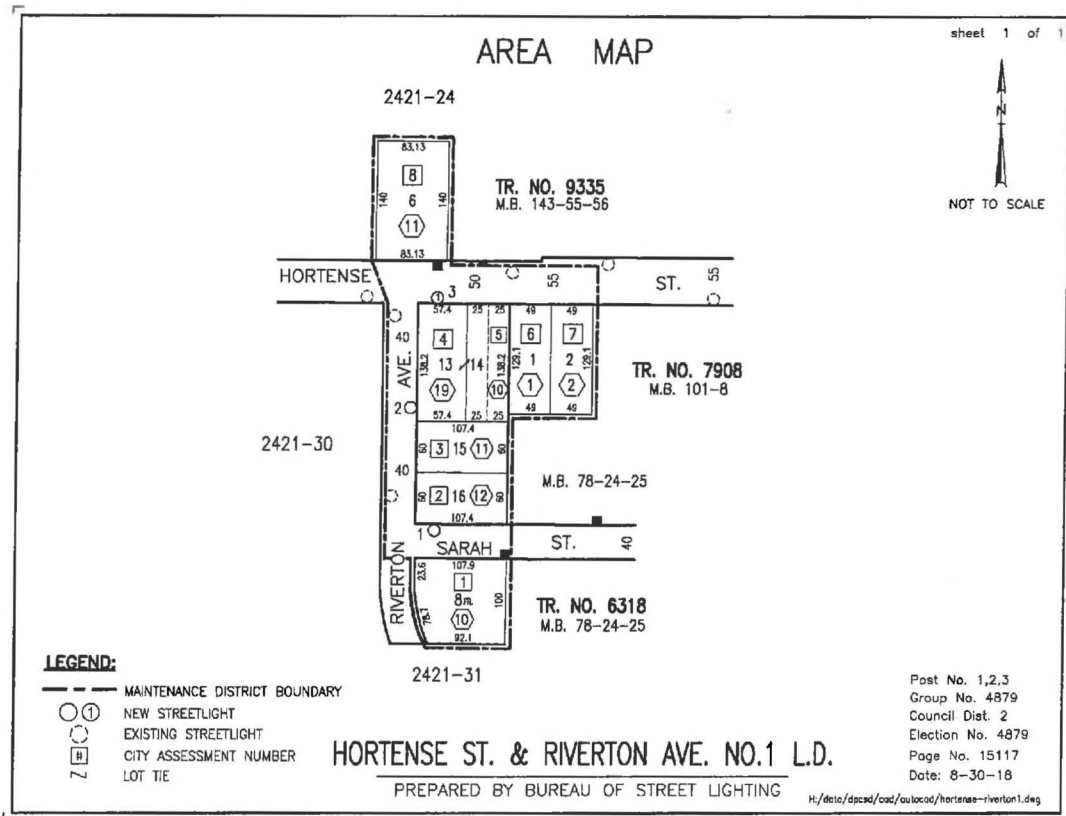 sheet 1 of 1
AREA MAP
N
NOT TO SCALE
2421-24
83.13
8
140
6
140
11
83.13
TR. NO. 9335
M.B. 143-55-56
HORTENSE
ST.
50
55
55
1
3
40
AVE.
2
57.4
25
25
49
49
4
5
6
7
138.2
13
14
138.2
129.1
1
2
129.1
19
10
1
2
57.4
25
25
49
49
TR. NO. 7908
M.B. 101-8
107.4
60
3
15
11
60
2421-30
40
60
2
16
12
60
107.4
M.B. 78-24-25
1
SARAH
ST.
40
RIVERTON
107.9
23.6
1
8m
100
78.7
10
92.1
TR. NO. 6318
M.B. 78-24-25
2421-31
LEGEND:
MAINTENANCE DISTRICT BOUNDARY
1 NEW STREETLIGHT
EXISTING STREETLIGHT
# CITY ASSESSMENT NUMBER
LOT TIE
HORTENSE ST. & RIVERTON AVE. NO.1 L.D.
PREPARED BY BUREAU OF STREET LIGHTING
Post No. 1,2,3
Group No. 4879
Council Dist. 2
Election No. 4879
Page No. 15117
Date: 8-30-18
H:/data/dpcsd/cad/autocad/hortense-riverton1.dwg